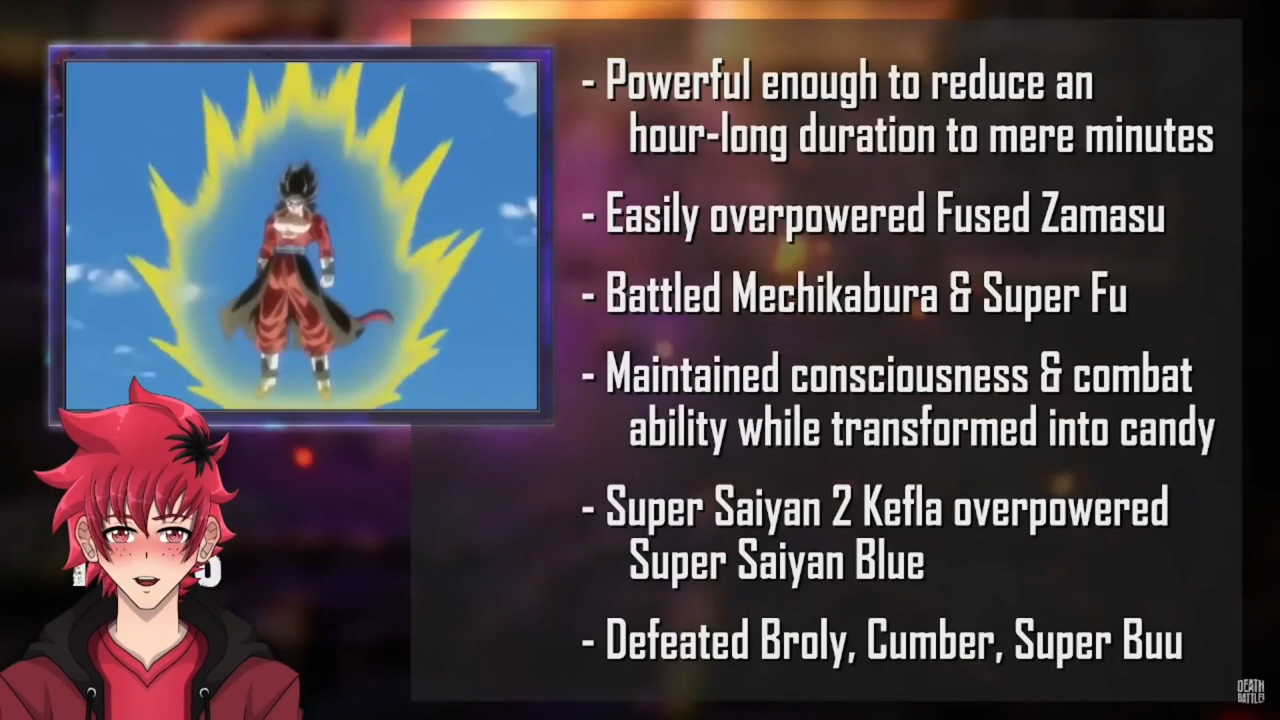 - Powerful enough to reduce an
hour-long duration to mere minutes
- Easily overpowered Fused Zamasu
- Battled Mechikabura & Super Fu
- Maintained consciousness & combat
ability while transformed into candy
- Super Saiyan 2 Kefla overpowered
Super Saiyan Blue
- Defeated Broly, Cumber, Super Buu
DEATH
BATTLE!